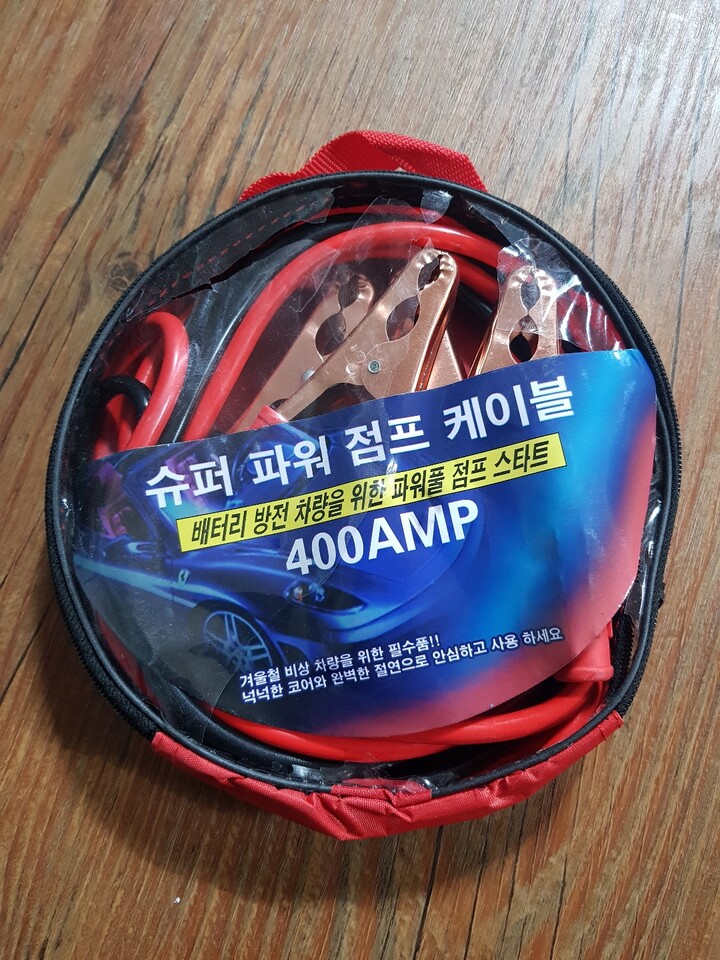 슈퍼 파워 점프 케이블
배터리 방전 차량을 위한 파워풀 점프 스타트
400AMP
겨울철 비상 차량을 위한 필수품!!
넉넉한 코어와 완벽한 절연으로 안심하고 사용 하세요